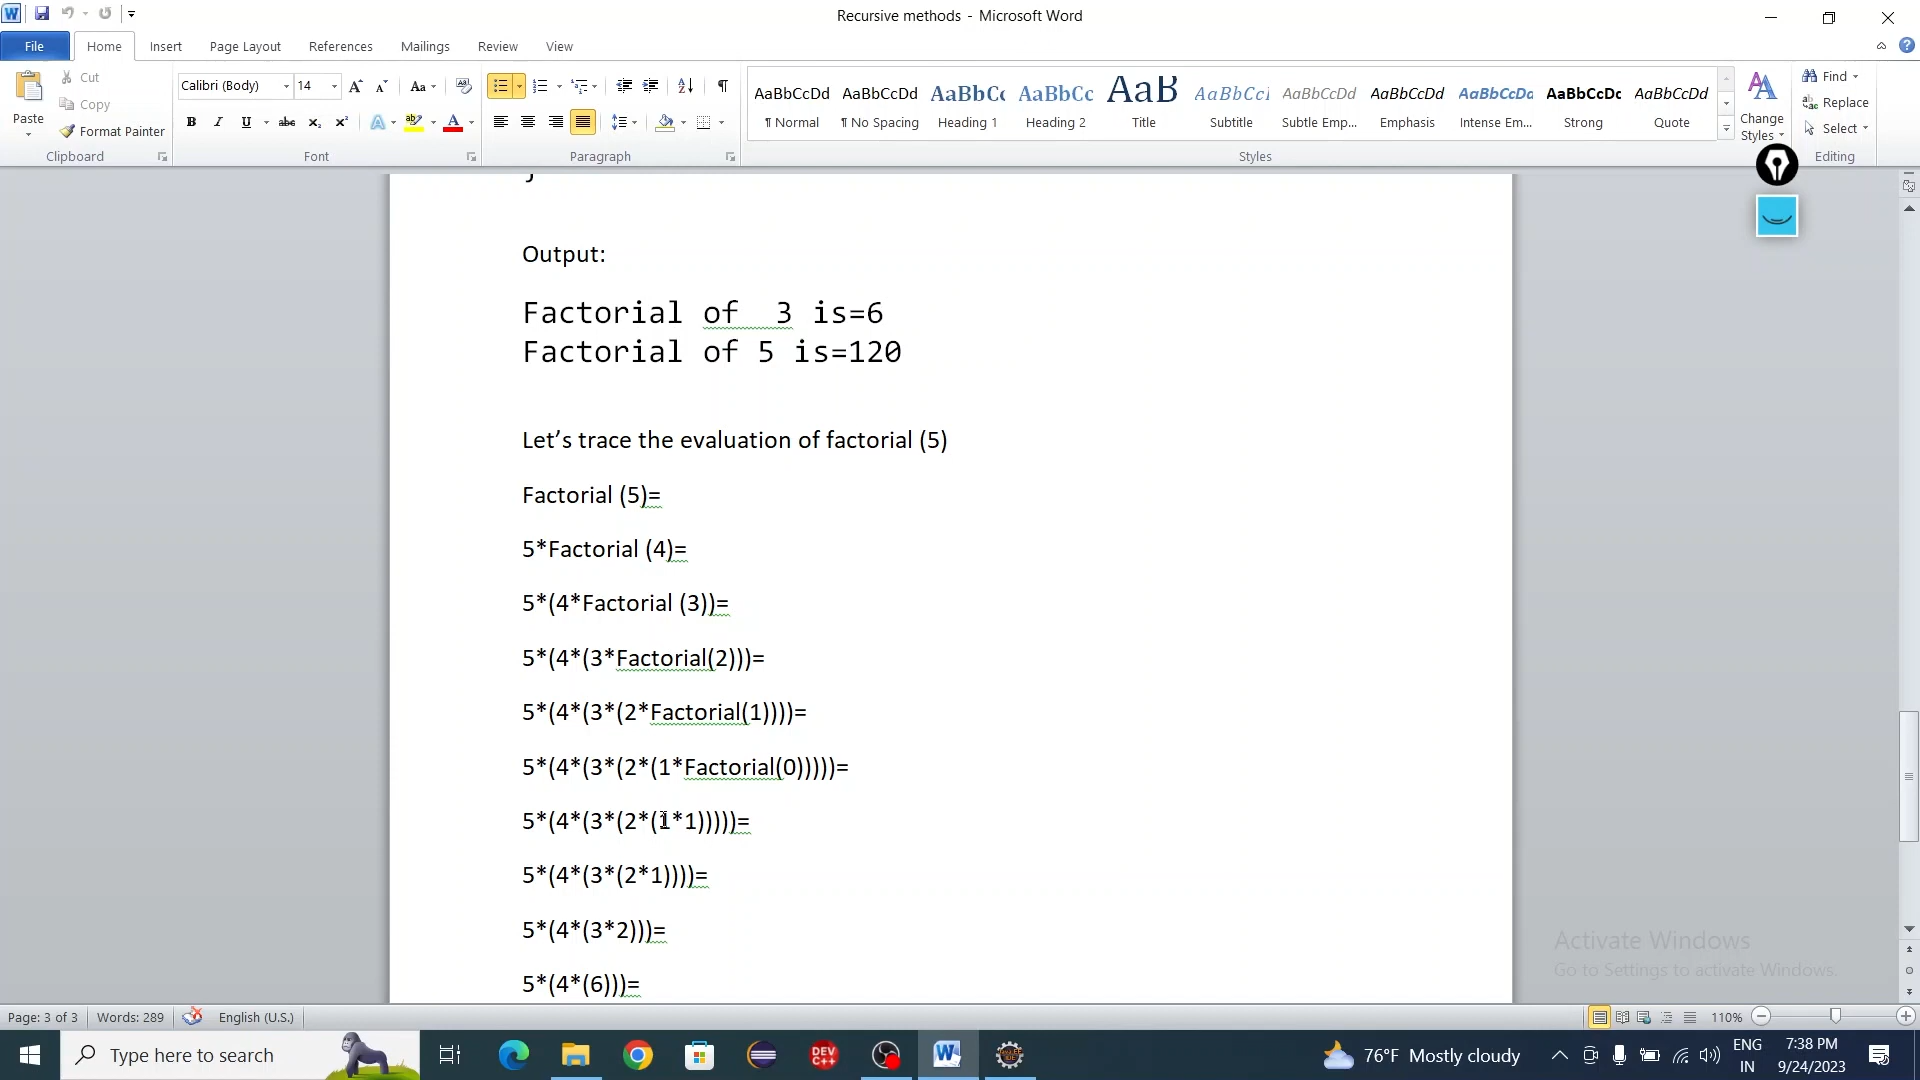 Recursive methods - Microsoft Word
File Home Insert Page Layout References Mailings Review View
Cut
Copy
Paste
Format Painter
Clipboard
Calibri (Body) 14
Font
Paragraph
AaBbCcDd AaBbCcDd AaBbCc AaBbCc AaB AaBbCcl AaBbCcDd AaBbCcDd AaBbCcDd AaBbCcDc AaBbCcDd
¶ Normal ¶ No Spacing Heading 1 Heading 2 Title Subtitle Subtle Emp... Emphasis Intense Em... Strong Quote
Styles
Change
Styles
Find
Replace
Select
Editing
Output:
Factorial of  3 is=6
Factorial of 5 is=120
Let’s trace the evaluation of factorial (5)
Factorial (5)=
5*Factorial (4)=
5*(4*Factorial (3))=
5*(4*(3*Factorial(2)))=
5*(4*(3*(2*Factorial(1))))=
5*(4*(3*(2*(1*Factorial(0)))))=
5*(4*(3*(2*(1*1)))))=
5*(4*(3*(2*1))))=
5*(4*(3*2)))=
5*(4*(6)))=
Activate Windows
Go to Settings to activate Windows.
Page: 3 of 3 Words: 289 English (U.S.) 110%
Type here to search
DEV
C++
76°F Mostly cloudy
ENG
IN
7:38 PM
9/24/2023